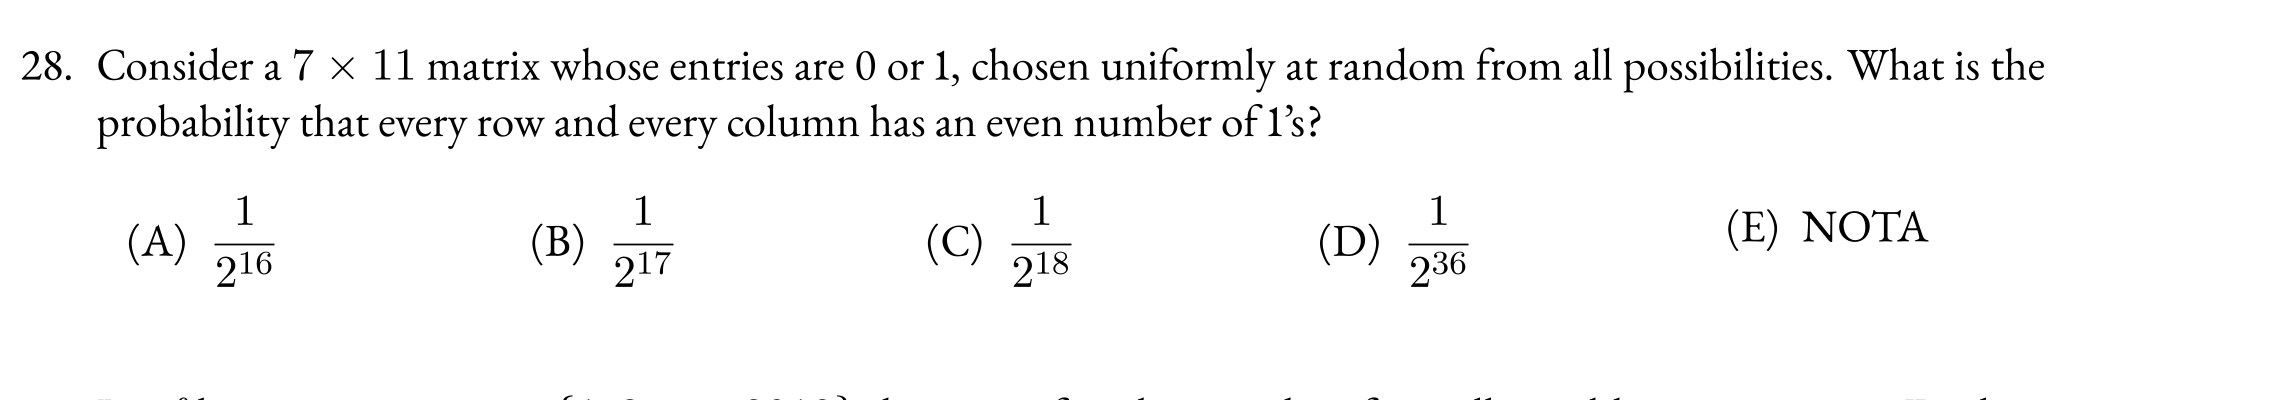 28. Consider a 7 × 11 matrix whose entries are 0 or 1, chosen uniformly at random from all possibilities. What is the
probability that every row and every column has an even number of 1's?
(A) 1/2^16 (B) 1/2^17 (C) 1/2^18 (D) 1/2^36 (E) NOTA